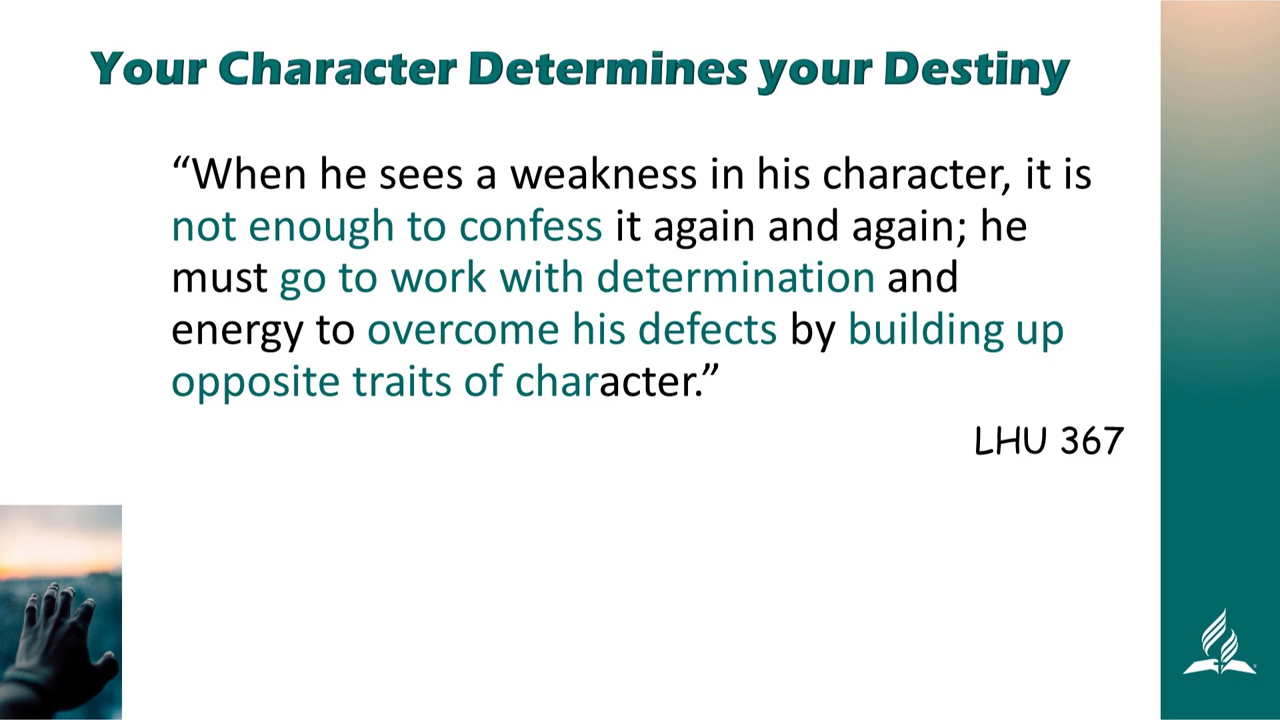 Your Character Determines your Destiny
“When he sees a weakness in his character, it is
not enough to confess it again and again; he
must go to work with determination and
energy to overcome his defects by building up
opposite traits of character.”
LHU 367